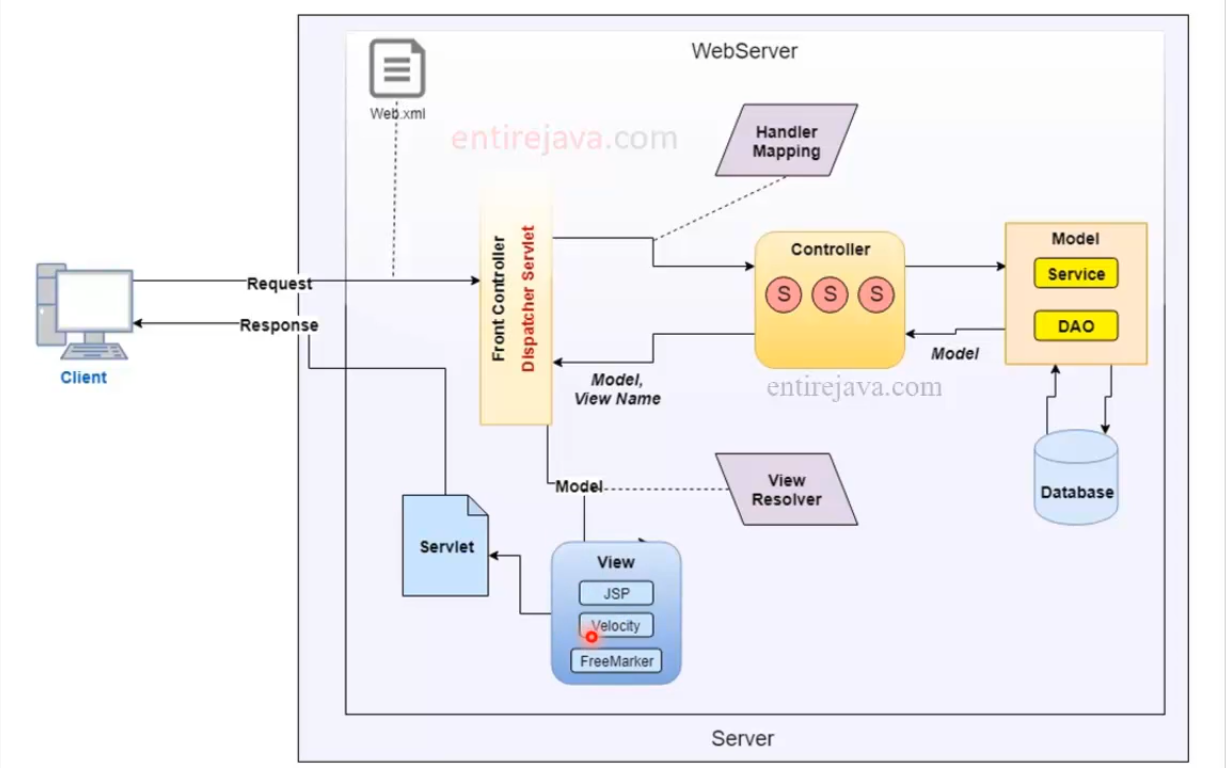 WebServer
Web.xml
entirejava.com
Handler
Mapping
Front Controller
Dispatcher Servlet
Controller
S S S
Model
Service
DAO
Request
Response
Client
Model,
View Name
Model
entirejava.com
Model
View
Resolver
Database
Servlet
View
JSP
Velocity
FreeMarker
Server